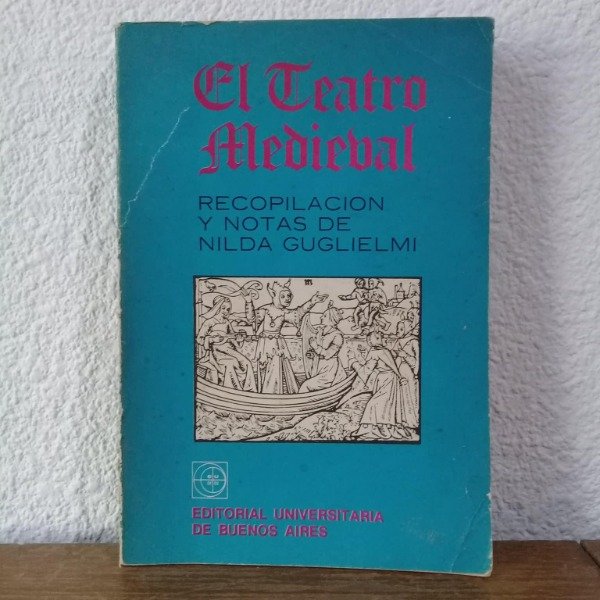 El Teatro
Medieval
RECOPILACION
Y NOTAS DE
NILDA GUGLIELMI
EDITORIAL UNIVERSITARIA
DE BUENOS AIRES